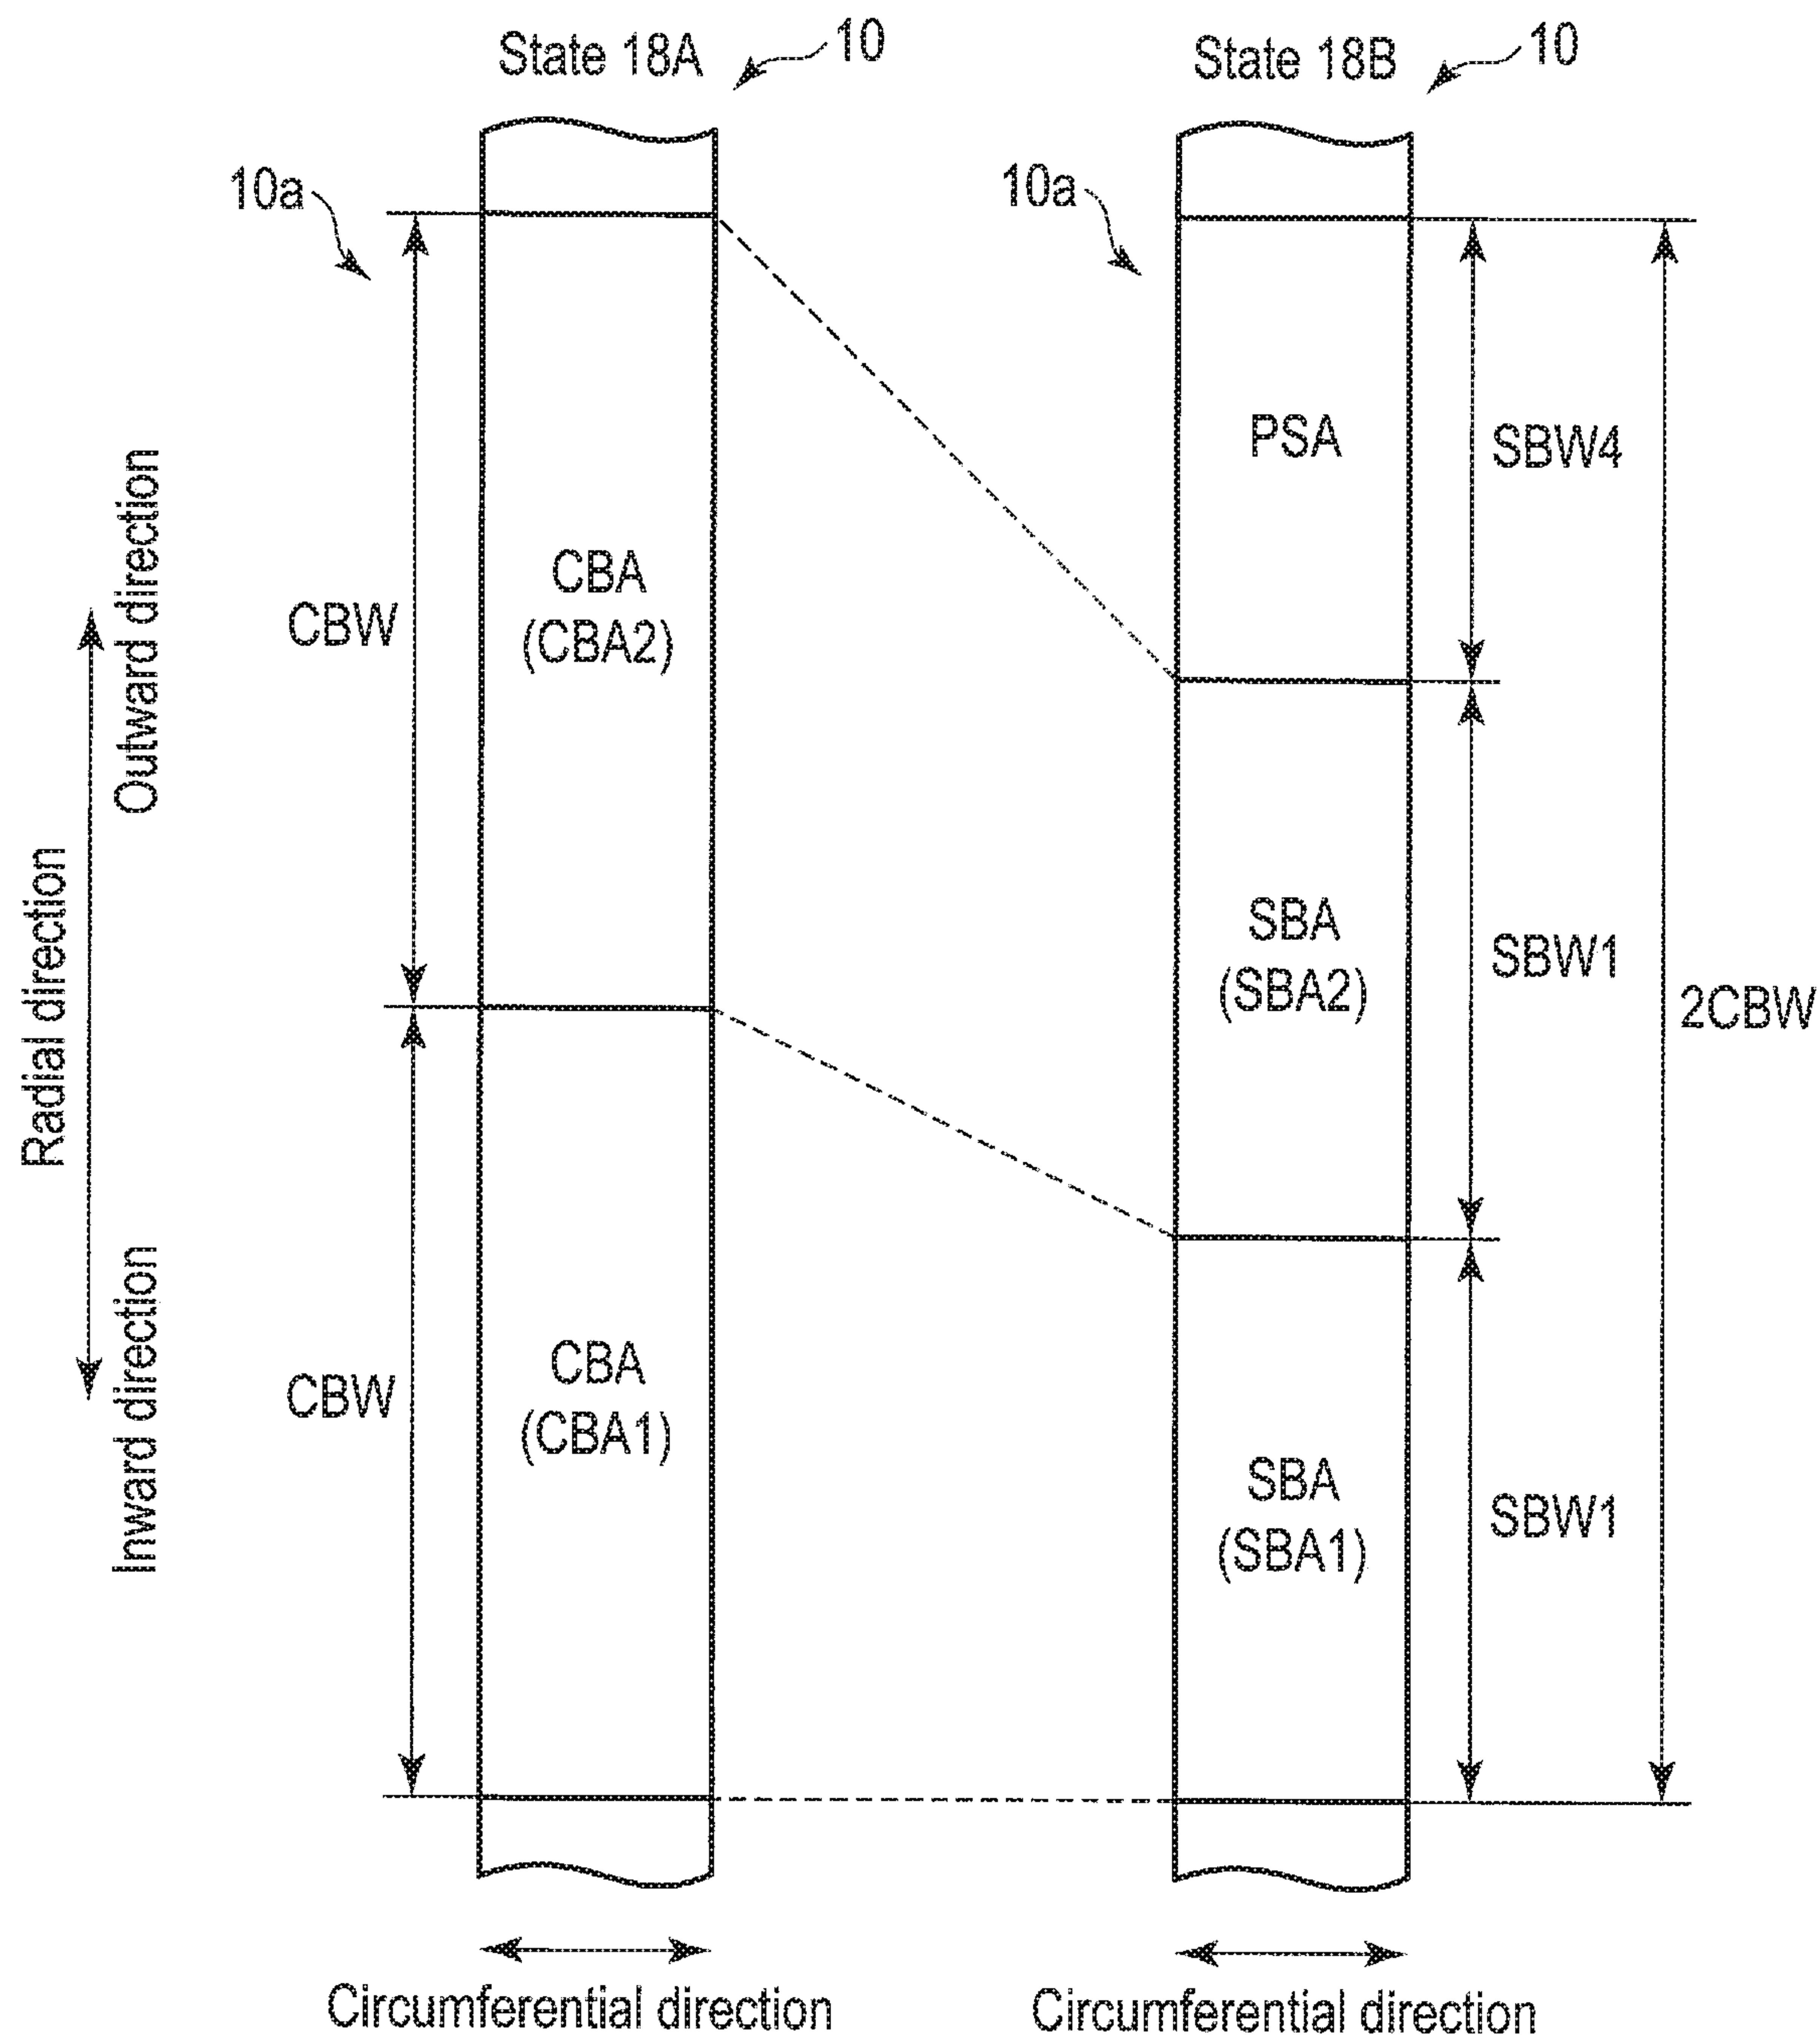 State 18A
10
State 18B
10
10a
10a
PSA
SBW4
CBA
(CBA2)
CBW
Outward direction
Radial direction
Inward direction
SBA
(SBA2)
SBW1
2CBW
CBA
(CBA1)
CBW
SBA
(SBA1)
SBW1
Circumferential direction
Circumferential direction